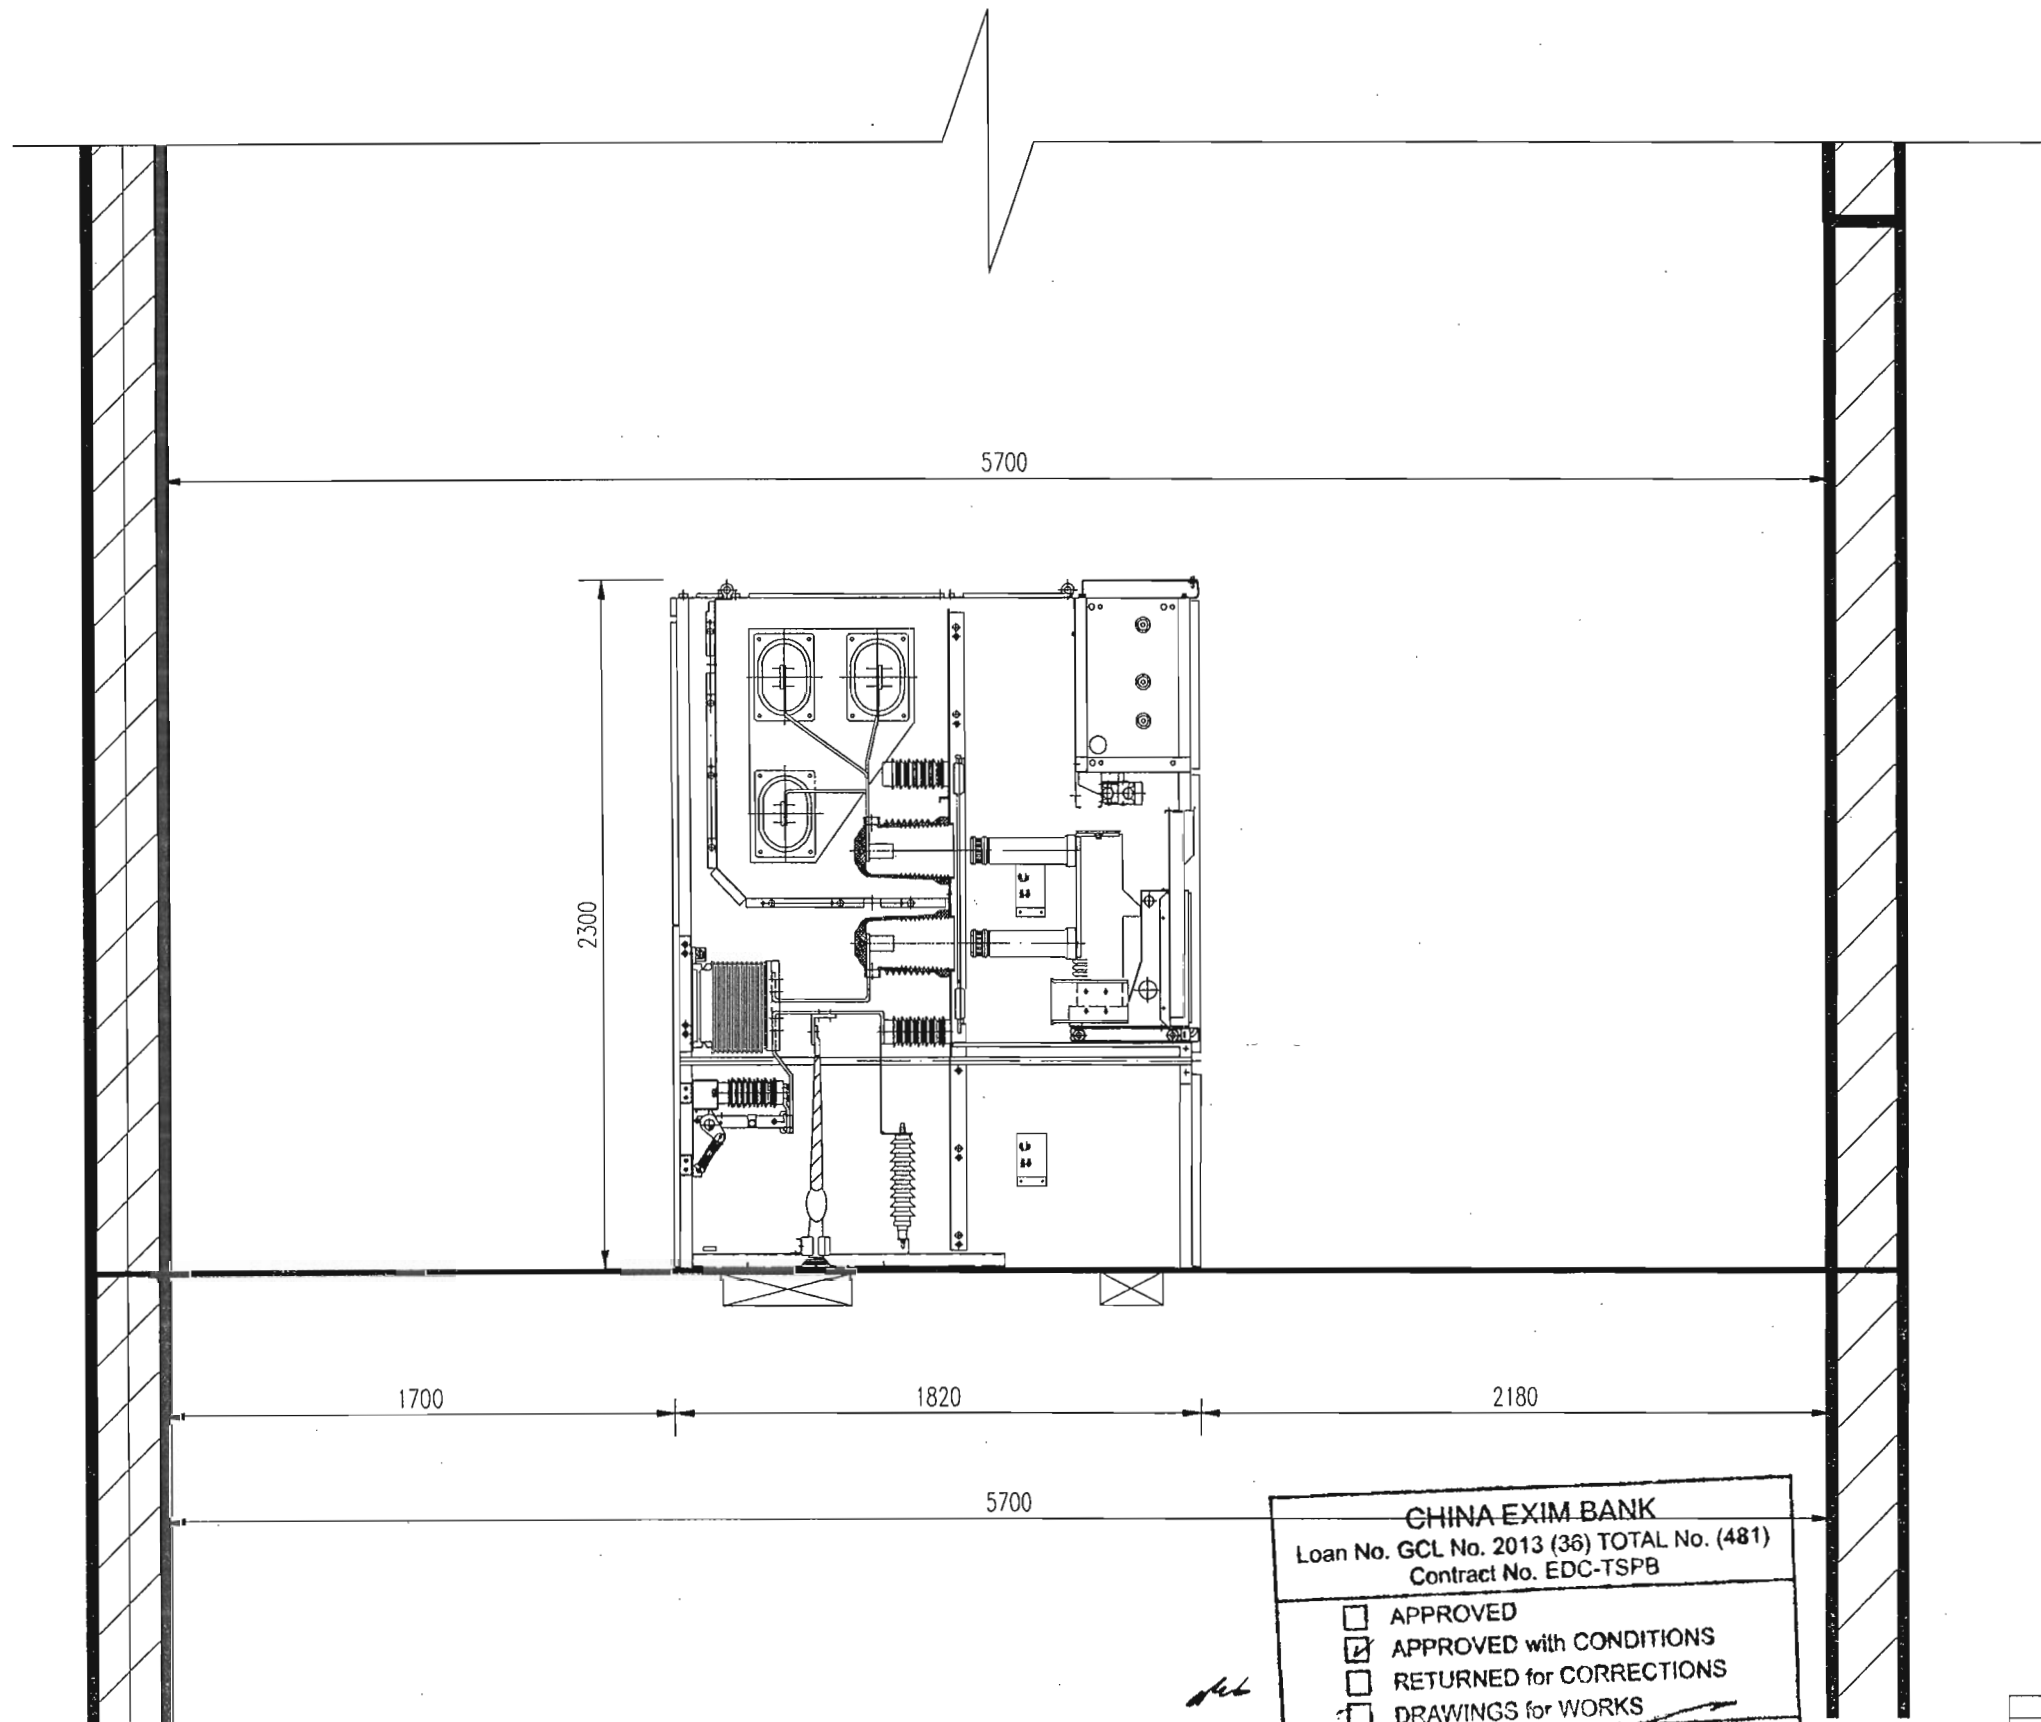 5700
2300
1700
1820
2180
5700
CHINA EXIM BANK
Loan No. GCL No. 2013 (36) TOTAL No. (481)
Contract No. EDC-TSPB
APPROVED
APPROVED with CONDITIONS
RETURNED for CORRECTIONS
DRAWINGS for WORKS